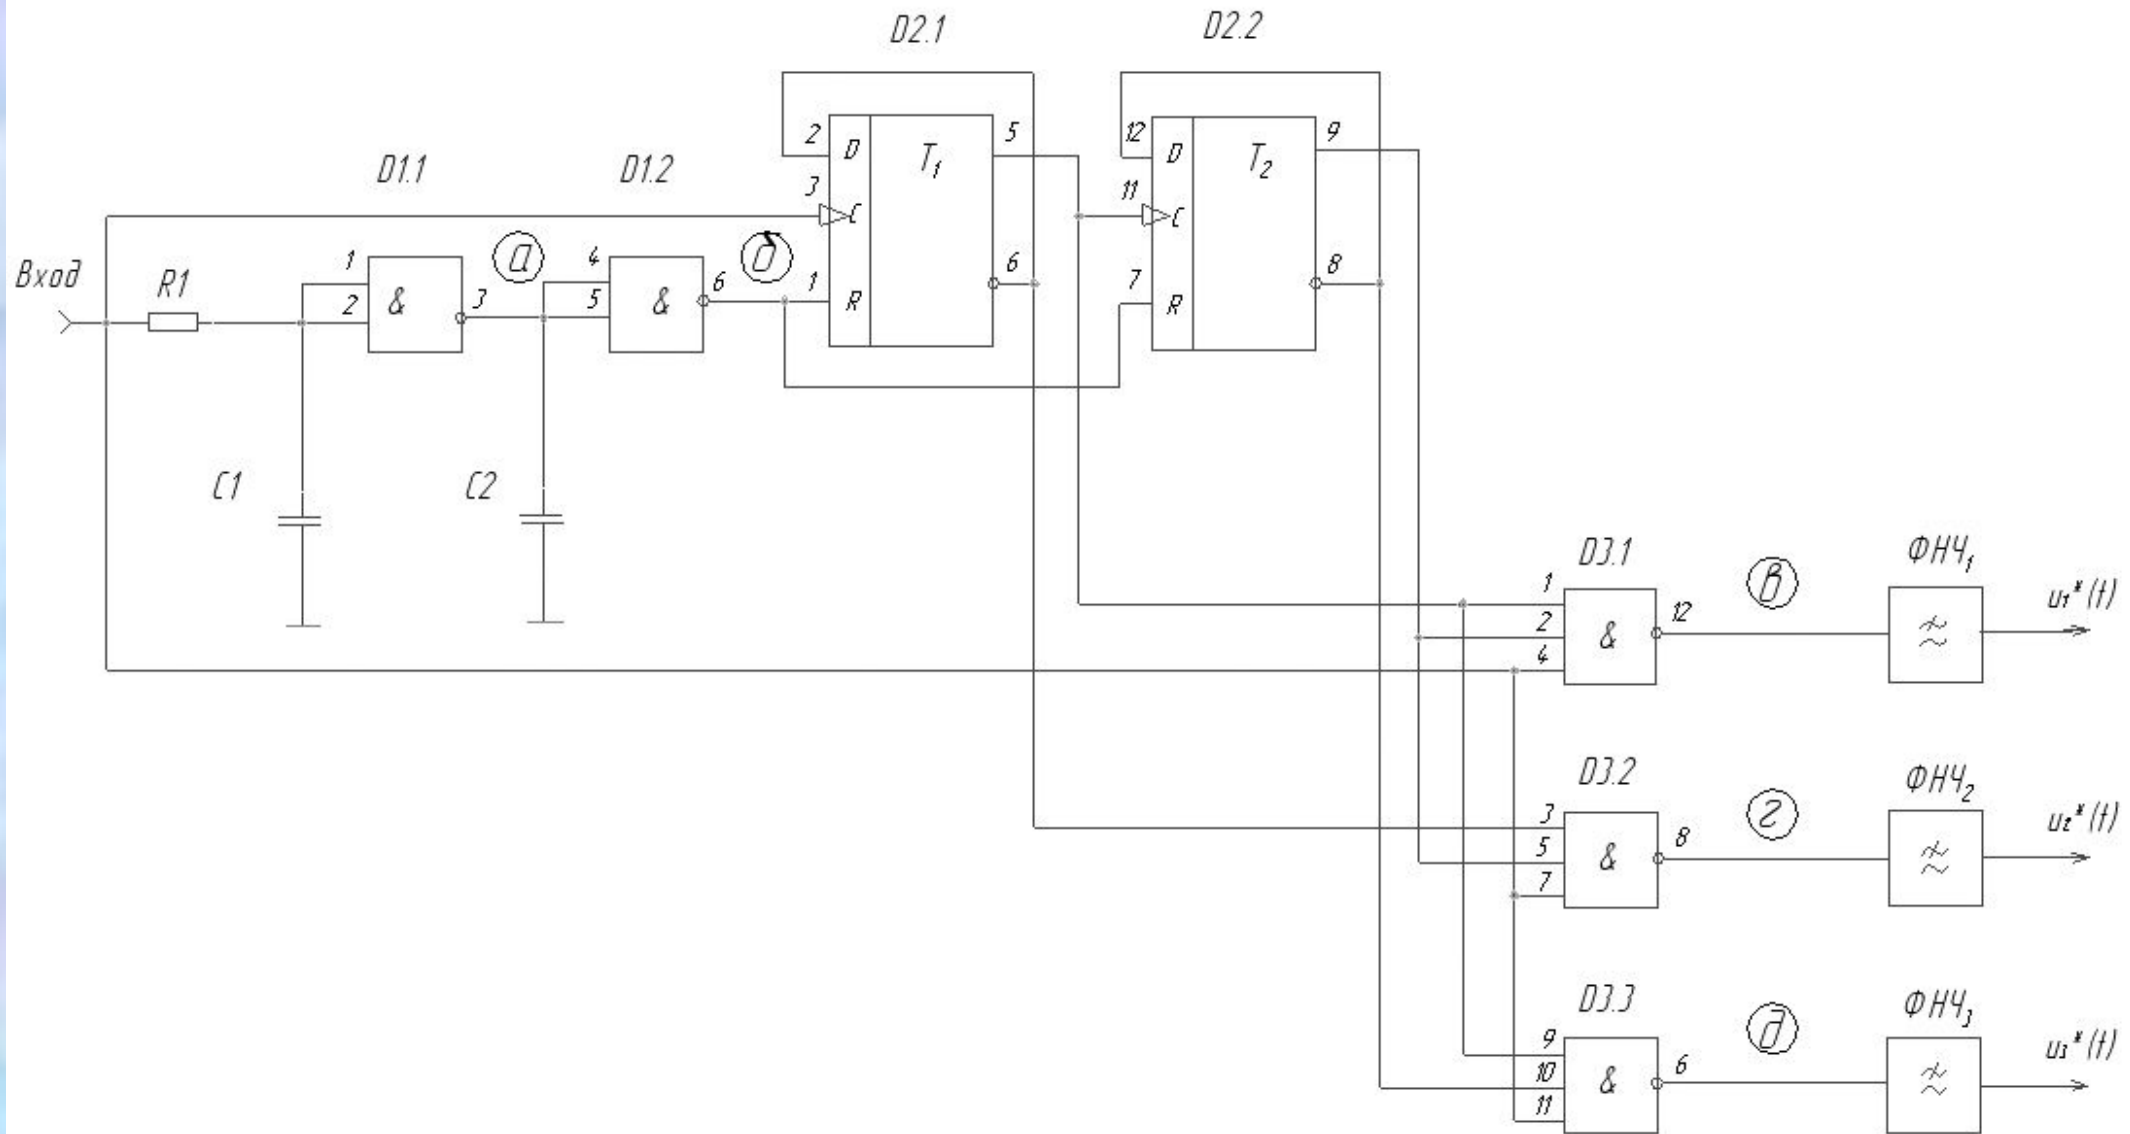 D2.1
D2.2
2
D
T1
5
12
D
T2
9
D1.1
D1.2
3
C
11
C
Вход
R1
1
2
&
3
а
4
5
&
6
б
1
R
6
7
R
8
C1
C2
D3.1
1
2
4
&
12
в
ФНЧ1
u1*(t)
D3.2
3
5
7
&
8
г
ФНЧ2
u2*(t)
D3.3
9
10
11
&
6
д
ФНЧ3
u3*(t)